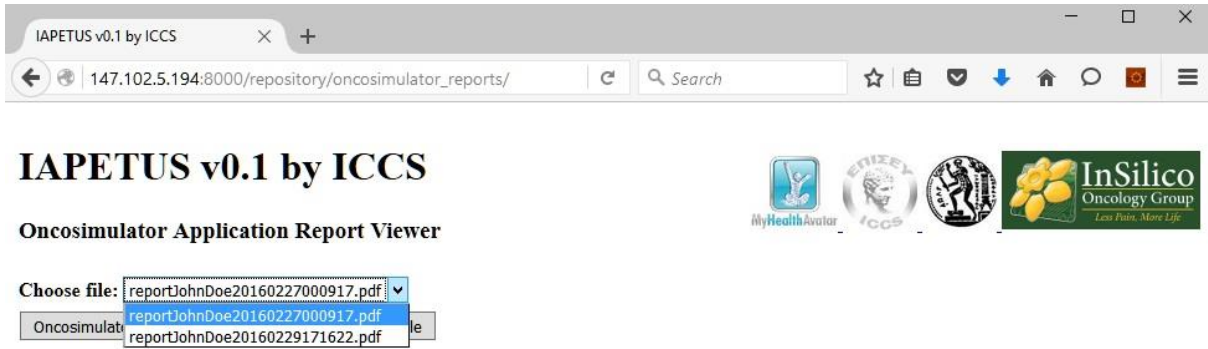 IAPETUS v0.1 by ICCS
147.102.5.194:8000/repository/oncosimulator_reports/
Search
IAPETUS v0.1 by ICCS
MyHealthAvatar
ΕΠΙΣΕΥ
ICCS
InSilico
Oncology Group
Less Pain, More Life
Oncosimulator Application Report Viewer
Choose file: reportJohnDoe20160227000917.pdf
reportJohnDoe20160227000917.pdf
Oncosimulat le
reportJohnDoe20160229171622.pdf